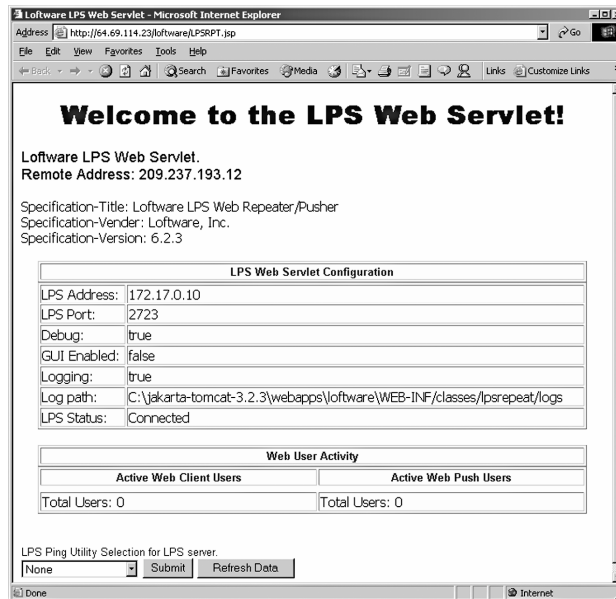 Loftware LPS Web Servlet - Microsoft Internet Explorer
Address http://64.69.114.23/loftware/LPSRPT.jsp Go
File Edit View Favorites Tools Help
Back Search Favorites Media Links Customize Links
Welcome to the LPS Web Servlet!
Loftware LPS Web Servlet.
Remote Address: 209.237.193.12
Specification-Title: Loftware LPS Web Repeater/Pusher
Specification-Vender: Loftware, Inc.
Specification-Version: 6.2.3
LPS Web Servlet Configuration
LPS Address: 172.17.0.10
LPS Port: 2723
Debug: true
GUI Enabled: false
Logging: true
Log path: C:\jakarta-tomcat-3.2.3\webapps\loftware\WEB-INF/classes/lpsrepeat/logs
LPS Status: Connected
Web User Activity
Active Web Client Users Active Web Push Users
Total Users: 0 Total Users: 0
LPS Ping Utility Selection for LPS server.
None Submit Refresh Data
Done Internet